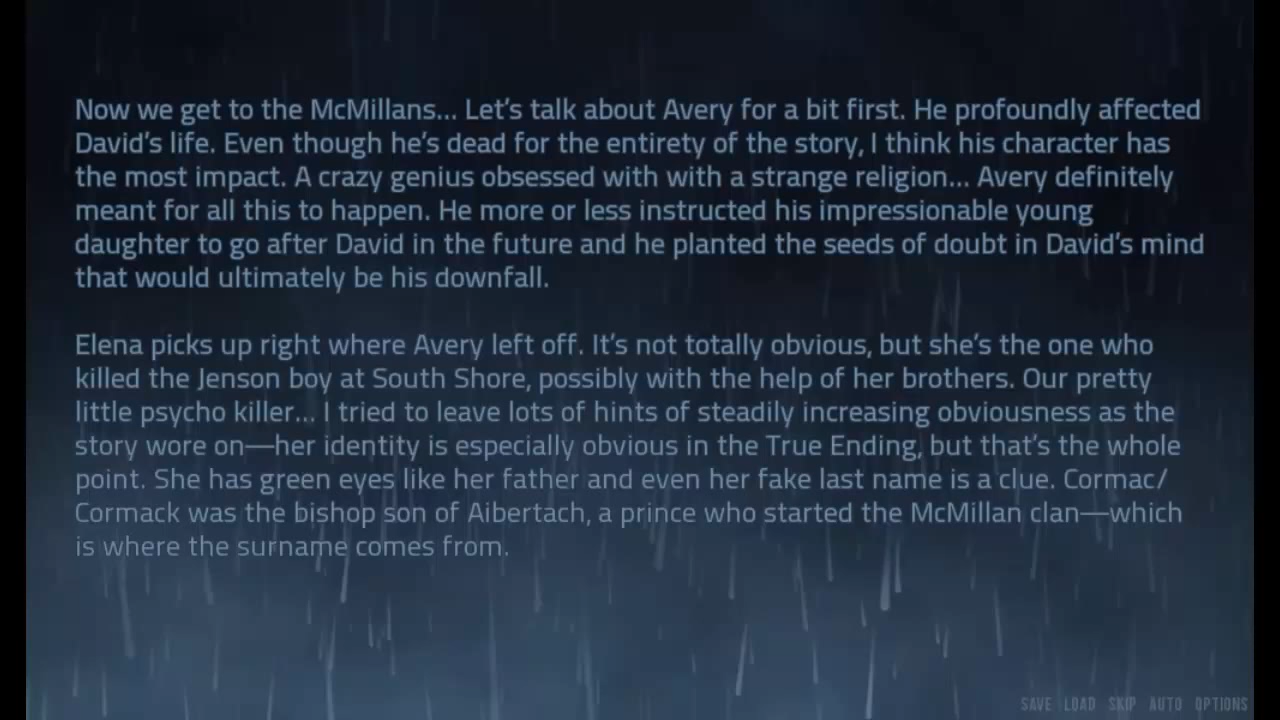 Now we get to the McMillans... Let's talk about Avery for a bit first. He profoundly affected
David's life. Even though he's dead for the entirety of the story, I think his character has
the most impact. A crazy genius obsessed with with a strange religion... Avery definitely
meant for all this to happen. He more or less instructed his impressionable young
daughter to go after David in the future and he planted the seeds of doubt in David's mind
that would ultimately be his downfall.
Elena picks up right where Avery left off. It's not totally obvious, but she's the one who
killed the Jenson boy at South Shore, possibly with the help of her brothers. Our pretty
little psycho killer... I tried to leave lots of hints of steadily increasing obviousness as the
story wore on—her identity is especially obvious in the True Ending, but that's the whole
point. She has green eyes like her father and even her fake last name is a clue. Cormac/
Cormack was the bishop son of Aibertach, a prince who started the McMillan clan—which
is where the surname comes from.
SAVE LOAD SKIP AUTO OPTIONS